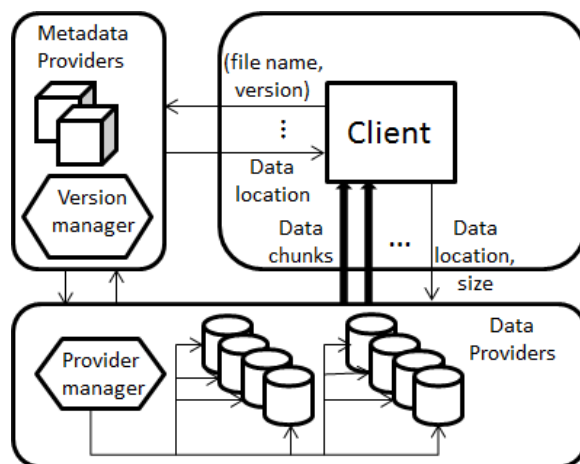 Metadata
Providers
Version
manager
(file name,
version)
...
Client
Data
location
Data
chunks
...
Data
location,
size
Provider
manager
Data
Providers